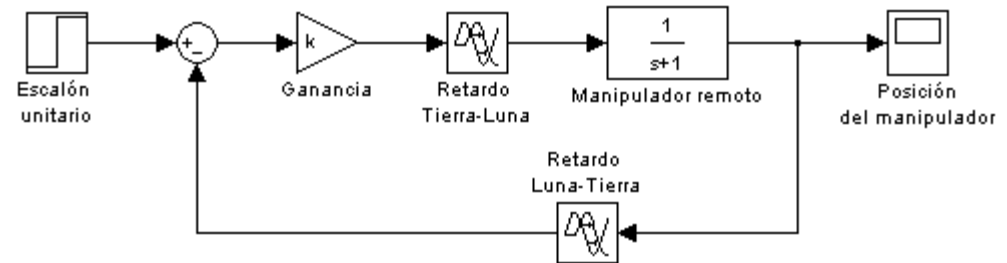 +
−
k
1
s+1
Escalón
unitario
Ganancia
Retardo
Tierra-Luna
Manipulador remoto
Posición
del manipulador
Retardo
Luna-Tierra